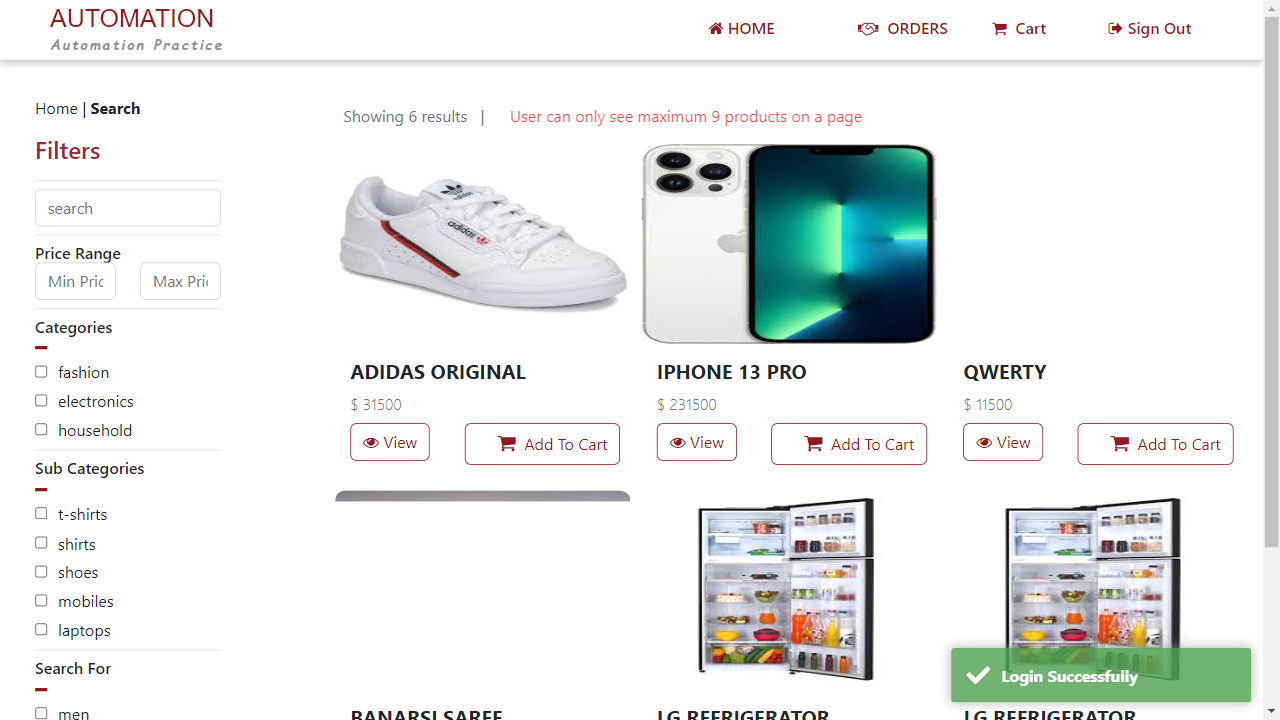 AUTOMATION
Automation Practice
HOME
ORDERS
Cart
Sign Out
Home | Search
Filters
search
Price Range
Min Pric
Max Pric
Categories
fashion
electronics
household
Sub Categories
t-shirts
shirts
shoes
mobiles
laptops
Search For
men
Showing 6 results |
User can only see maximum 9 products on a page
adidas
adidas
ADIDAS ORIGINAL
$ 31500
View
Add To Cart
IPHONE 13 PRO
$ 231500
View
Add To Cart
QWERTY
$ 11500
View
Add To Cart
BANARSI SAREE
LG REFRIGERATOR
LG REFRIGERATOR
Login Successfully